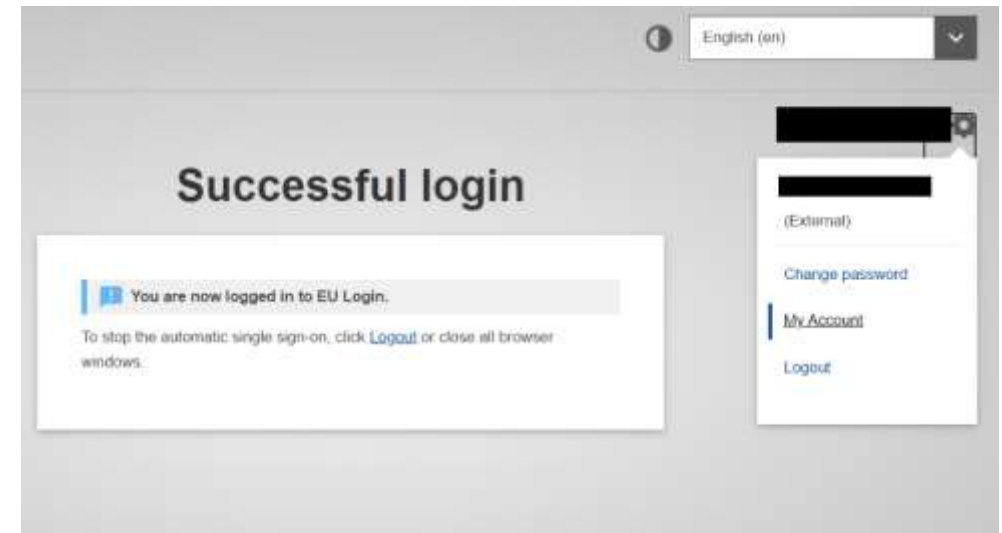 English (en)
Successful login
(External)
You are now logged in to EU Login.
To stop the automatic single sign-on, click Logout or close all browser
windows.
Change password
My Account
Logout